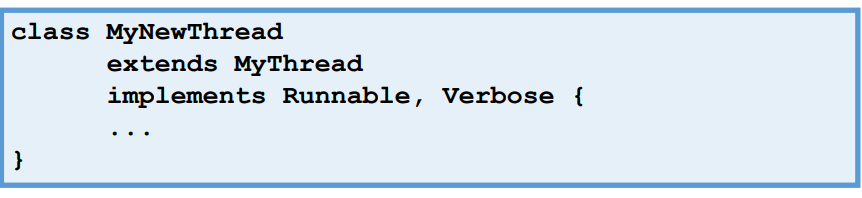 class MyNewThread
extends MyThread
implements Runnable, Verbose {
...
}